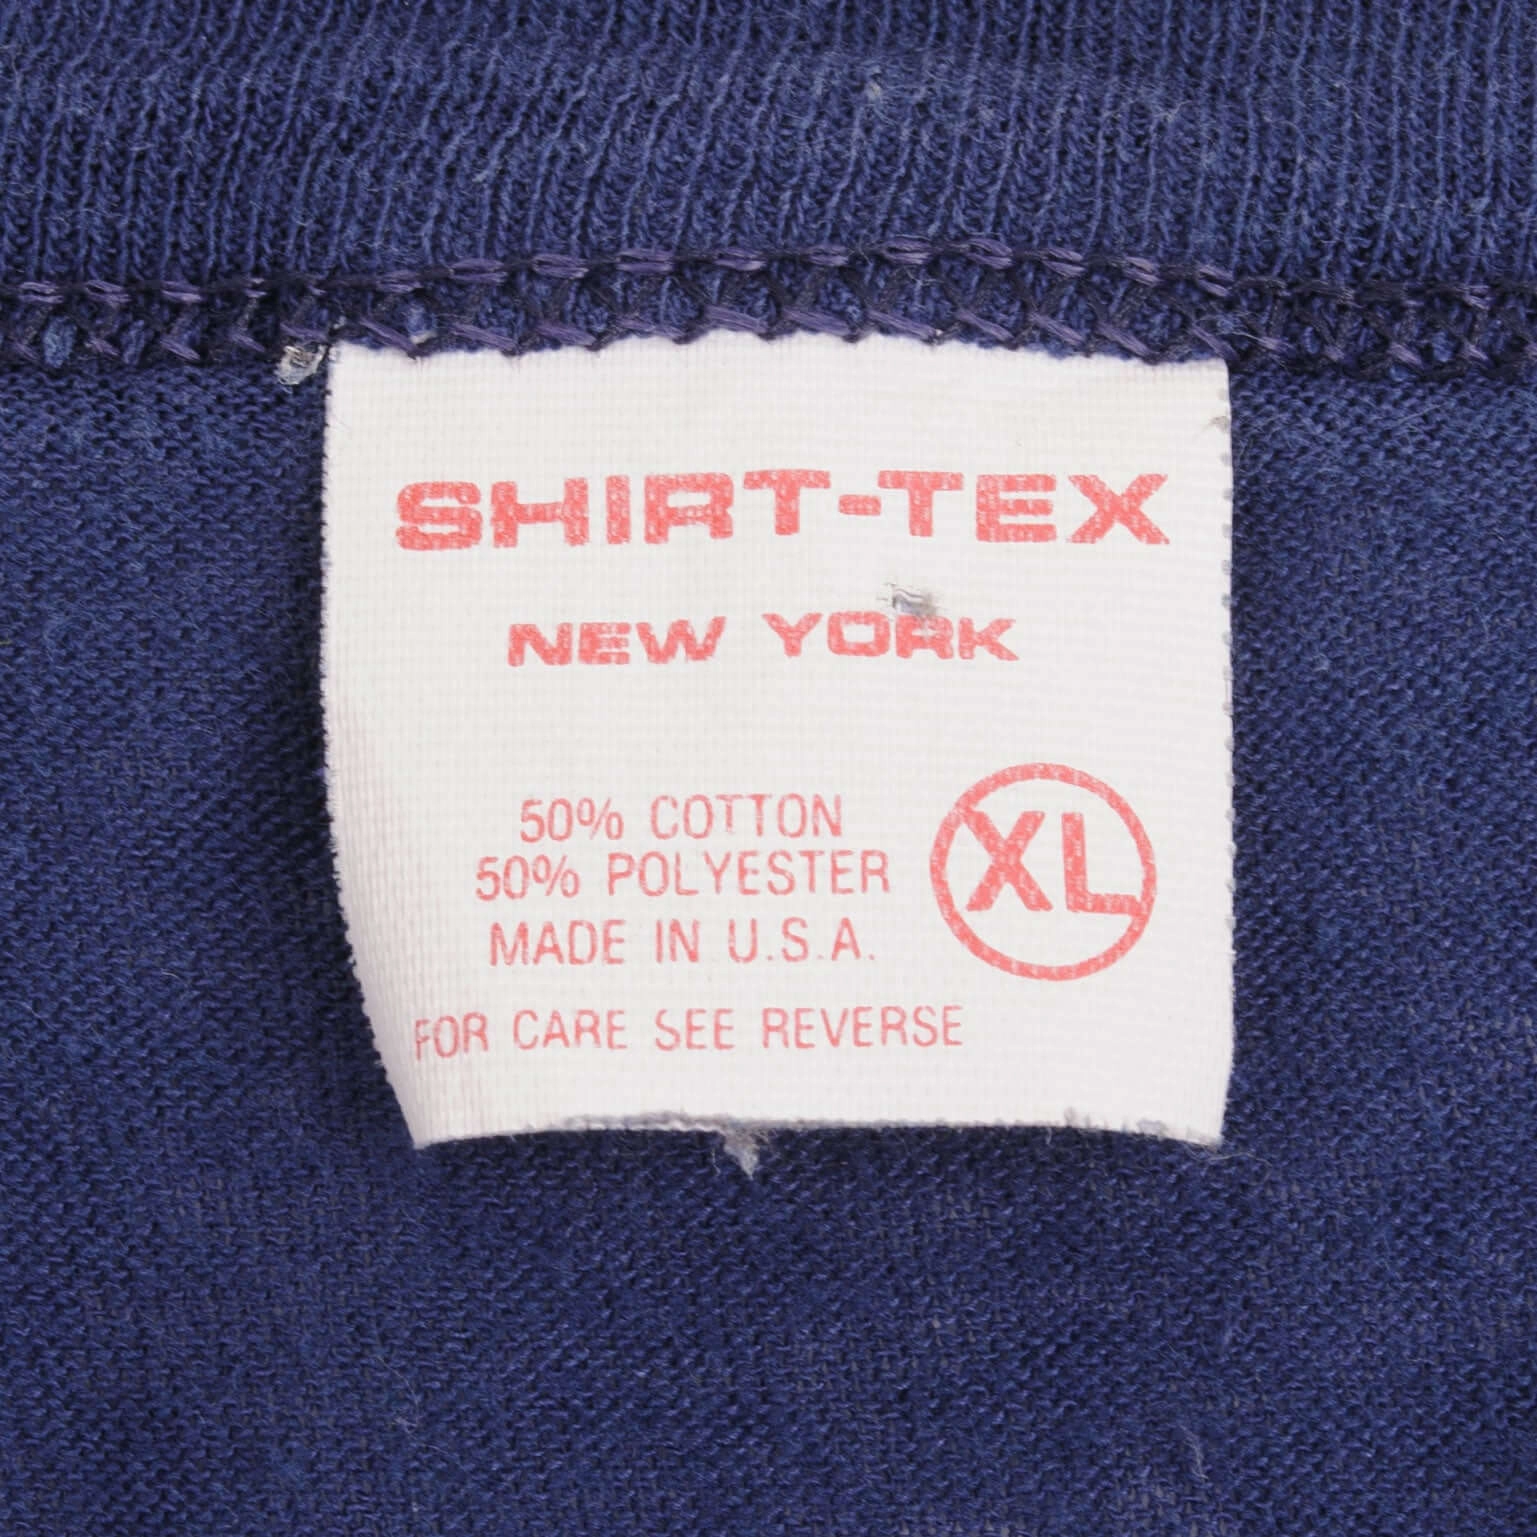 SHIRT-TEX
NEW YORK
50% COTTON
50% POLYESTER
MADE IN U.S.A.
XL
FOR CARE SEE REVERSE